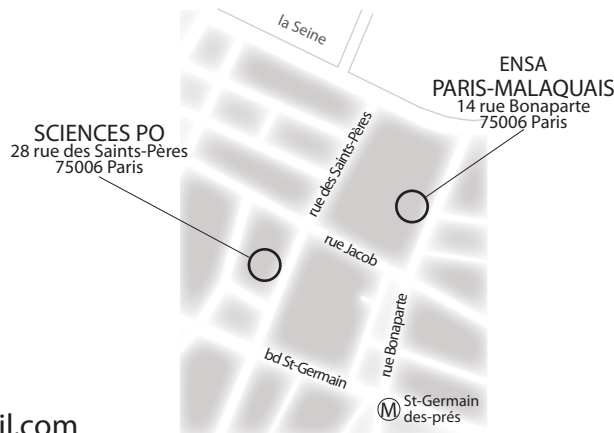 la Seine
ENSA
PARIS-MALAQUAIS
14 rue Bonaparte
75006 Paris
SCIENCES PO
28 rue des Saints-Pères
75006 Paris
rue des Saints-Pères
rue Jacob
rue Bonaparte
bd St-Germain
M St-Germain
des-prés
il.com